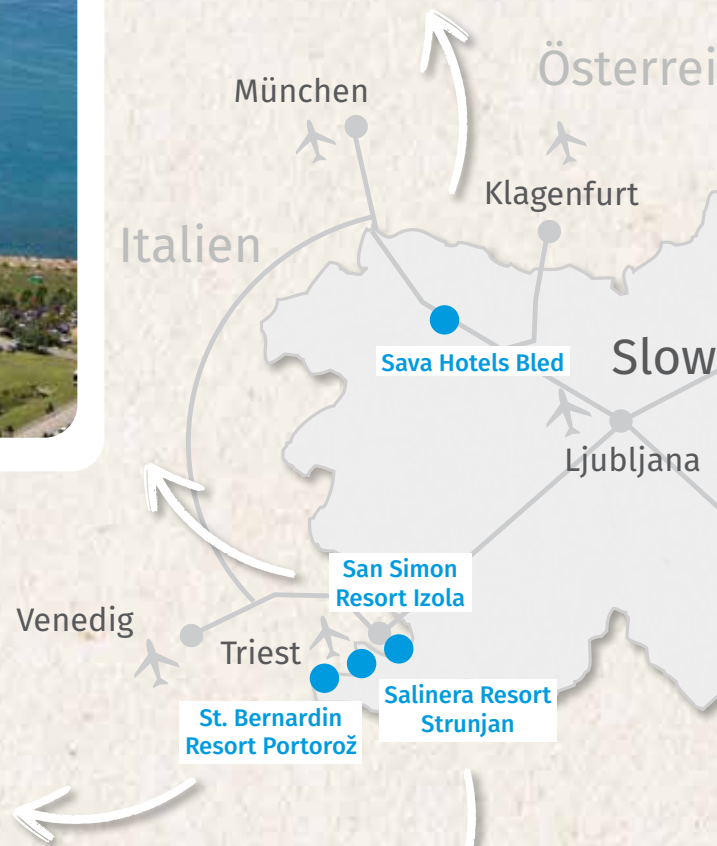 Österrei
München
Klagenfurt
Italien
Sava Hotels Bled
Slow
Ljubljana
San Simon
Resort Izola
Venedig
Triest
Salinera Resort
Strunjan
St. Bernardin
Resort Portorož